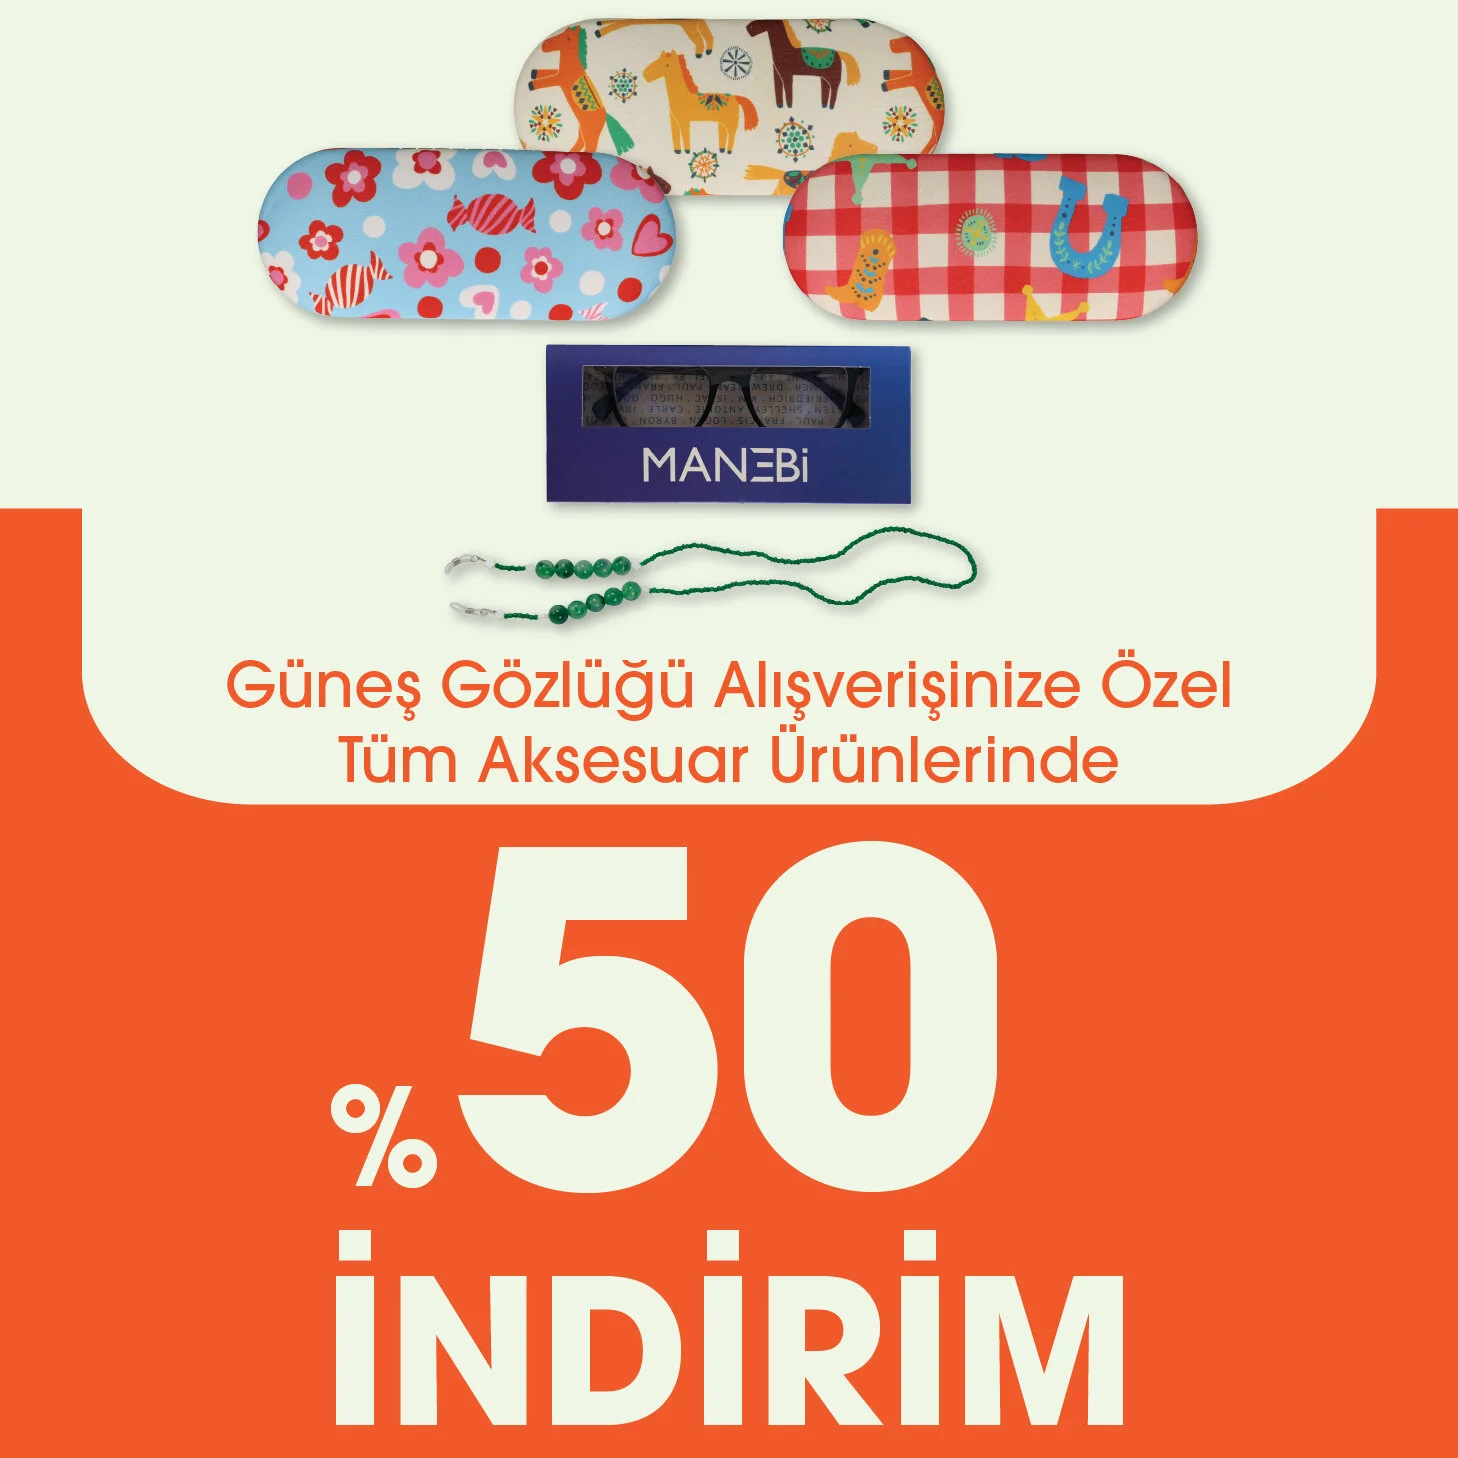 MANEBi
Güneş Gözlüğü Alışverişinize Özel
Tüm Aksesuar Ürünlerinde
%50
İNDİRİM